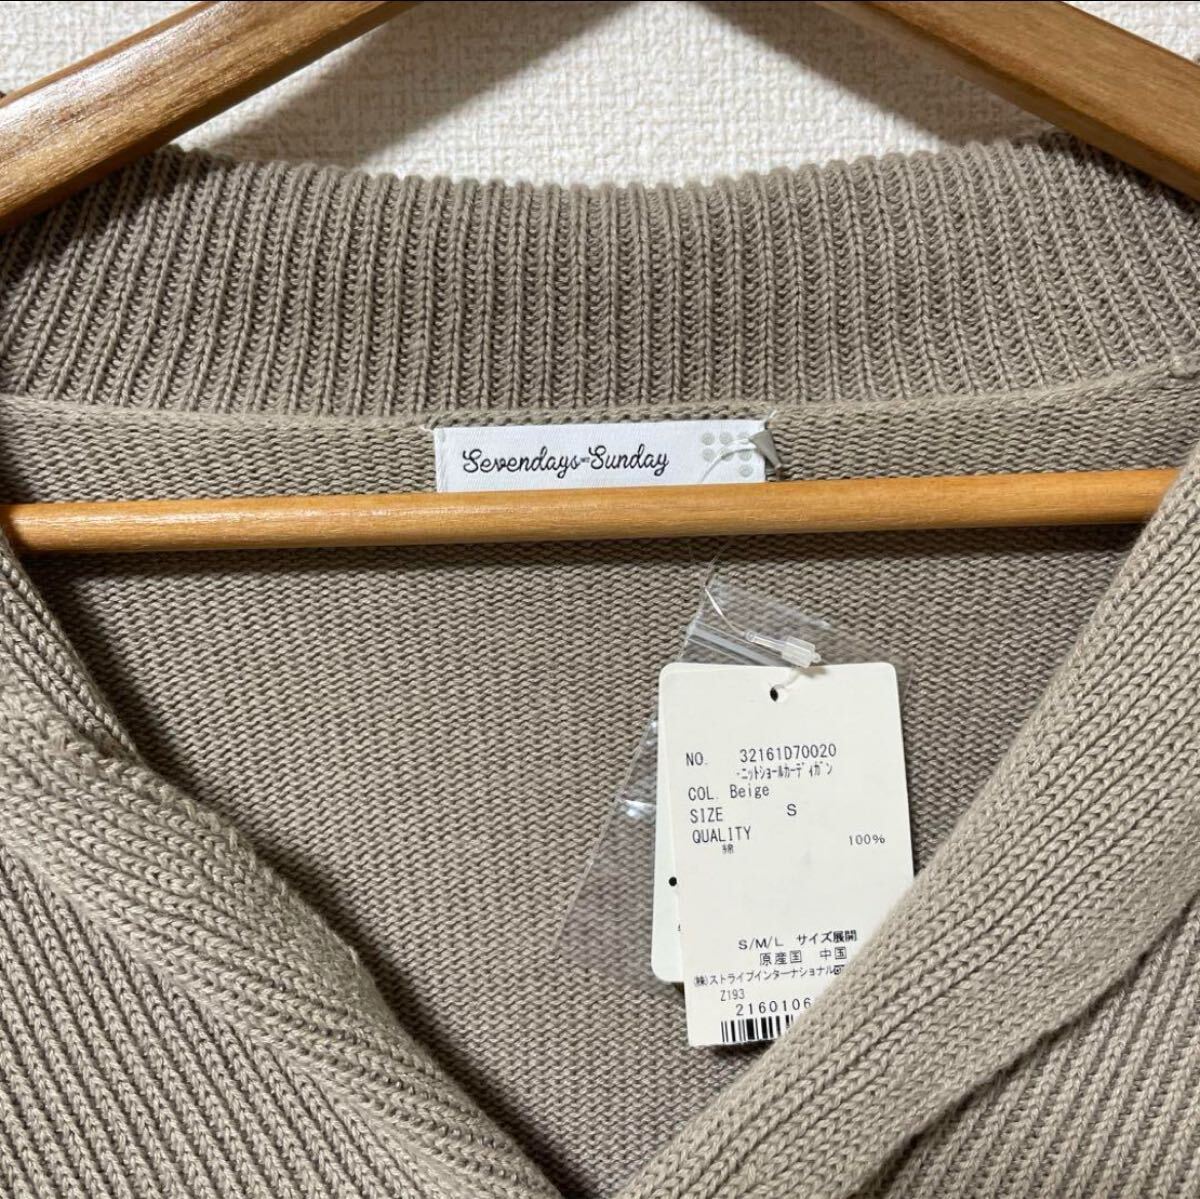 Sevendays Sunday
NO. 32161D70020
-ニットショールカーディガン
COL. Beige
SIZE S
QUALITY
綿 100%
S/M/L サイズ展開
原産国 中国
(株)ストライプインターナショナル
Z193
2160106